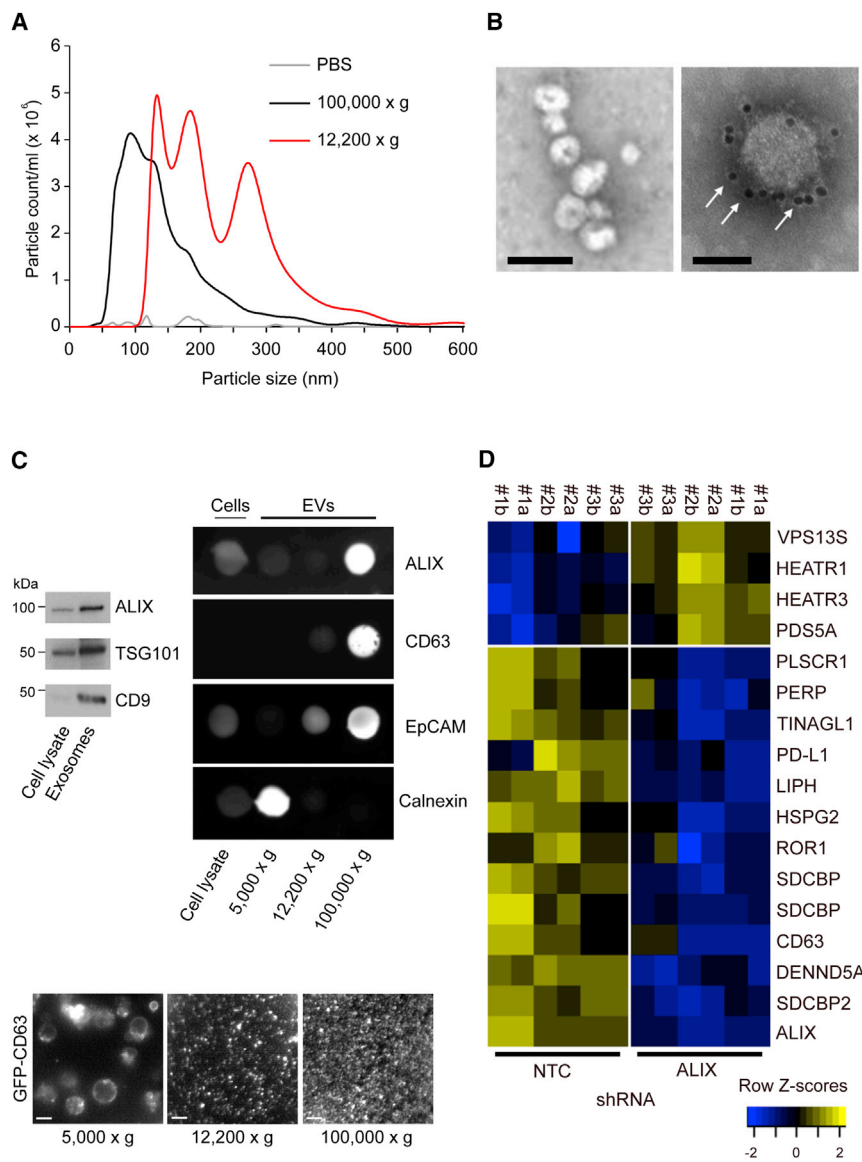 A
Particle count/ml (x 10⁶)
6
5
4
3
2
1
0
0
100
200
300
400
500
600
Particle size (nm)
PBS
100,000 x g
12,200 x g
B
C
kDa
100
ALIX
50
TSG101
50
CD9
Cell lysate
Exosomes
Cells
EVs
ALIX
CD63
EpCAM
Calnexin
Cell lysate
5,000 x g
12,200 x g
100,000 x g
GFP-CD63
5,000 x g
12,200 x g
100,000 x g
D
#1b #1a #2b #2a #3b #3a #3b #3a #2b #2a #1b #1a
VPS13S
HEATR1
HEATR3
PDS5A
PLSCR1
PERP
TINAGL1
PD-L1
LIPH
HSPG2
ROR1
SDCBP
SDCBP
CD63
DENND5A
SDCBP2
ALIX
NTC
ALIX
shRNA
Row Z-scores
-2 0 2